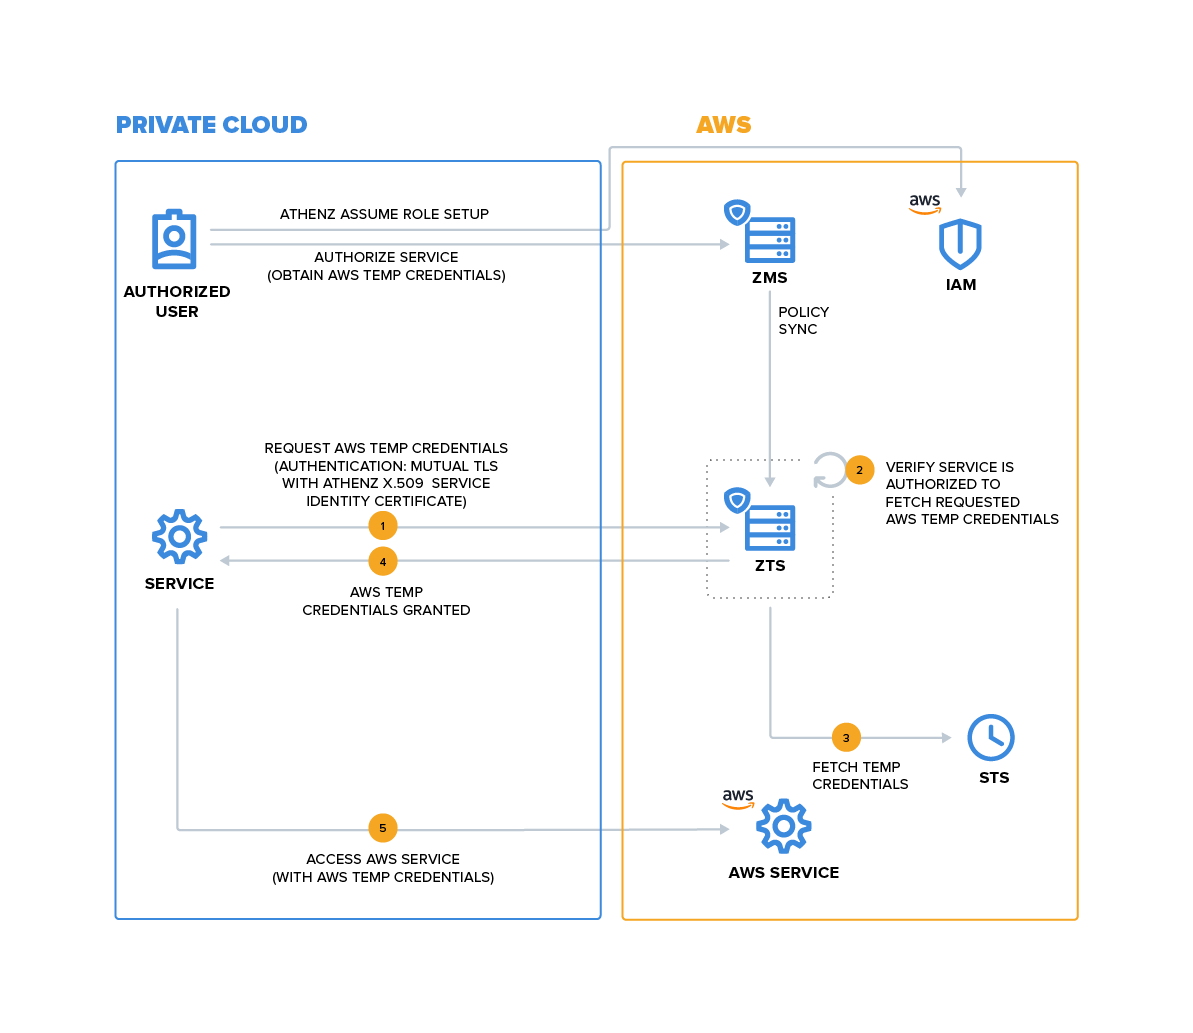 PRIVATE CLOUD
AWS
ATHENZ ASSUME ROLE SETUP
AUTHORIZE SERVICE
(OBTAIN AWS TEMP CREDENTIALS)
AUTHORIZED
USER
ZMS
aws
IAM
POLICY
SYNC
REQUEST AWS TEMP CREDENTIALS
(AUTHENTICATION: MUTUAL TLS
WITH ATHENZ X.509 SERVICE
IDENTITY CERTIFICATE)
1
2
VERIFY SERVICE IS
AUTHORIZED TO
FETCH REQUESTED
AWS TEMP CREDENTIALS
SERVICE
4
ZTS
AWS TEMP
CREDENTIALS GRANTED
3
FETCH TEMP
CREDENTIALS
STS
aws
5
ACCESS AWS SERVICE
(WITH AWS TEMP CREDENTIALS)
AWS SERVICE